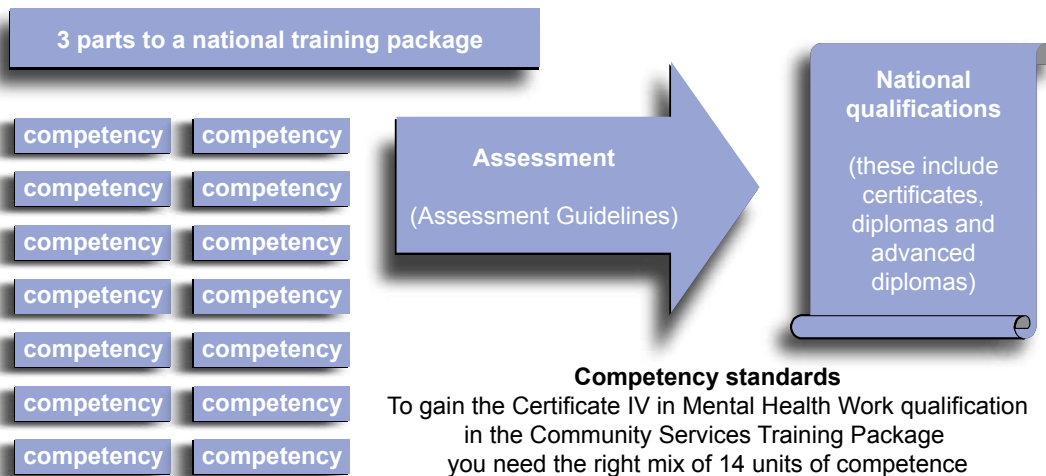 3 parts to a national training package
competency competency
competency competency
competency competency
competency competency
competency competency
competency competency
competency competency
Assessment
(Assessment Guidelines)
National
qualifications
(these include
certificates,
diplomas and
advanced
diplomas)
Competency standards
To gain the Certificate IV in Mental Health Work qualification
in the Community Services Training Package
you need the right mix of 14 units of competence